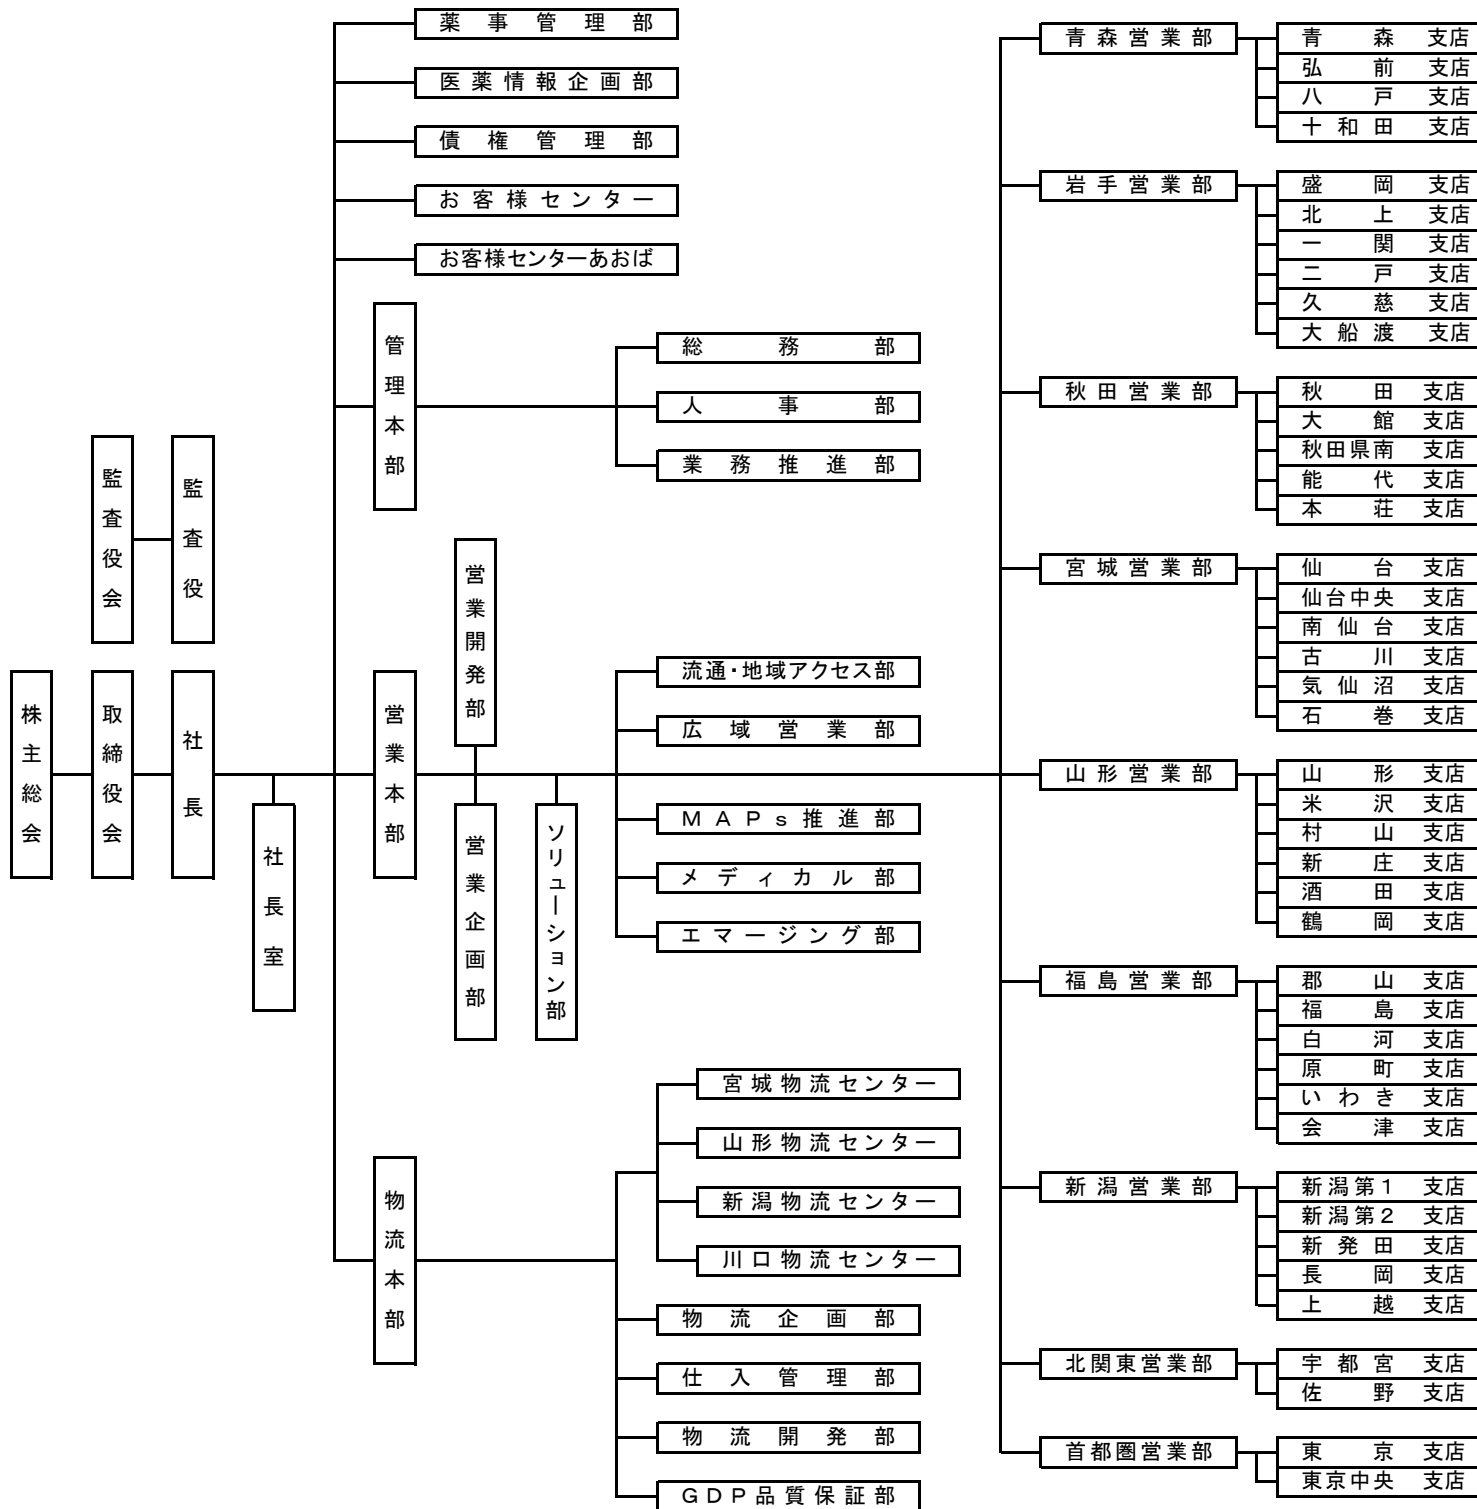 薬事管理部
医薬情報企画部
債権管理部
お客様センター
お客様センターあおば
管理本部
総務部
人事部
業務推進部
監査役会
監査役
株主総会
取締役会
社長
社長室
営業本部
営業開発部
営業企画部
ソリューション部
流通・地域アクセス部
広域営業部
MAPs推進部
メディカル部
エマージング部
物流本部
宮城物流センター
山形物流センター
新潟物流センター
川口物流センター
物流企画部
仕入管理部
物流開発部
GDP品質保証部
青森営業部
青森支店
弘前支店
八戸支店
十和田支店
岩手営業部
盛岡支店
北上支店
一関支店
二戸支店
久慈支店
大船渡支店
秋田営業部
秋田支店
大館支店
秋田県南支店
能代支店
本荘支店
宮城営業部
仙台支店
仙台中央支店
南仙台支店
古川支店
気仙沼支店
石巻支店
山形営業部
山形支店
米沢支店
村山支店
新庄支店
酒田支店
鶴岡支店
福島営業部
郡山支店
福島支店
白河支店
原町支店
いわき支店
会津支店
新潟営業部
新潟第1支店
新潟第2支店
新発田支店
長岡支店
上越支店
北関東営業部
宇都宮支店
佐野支店
首都圏営業部
東京支店
東京中央支店